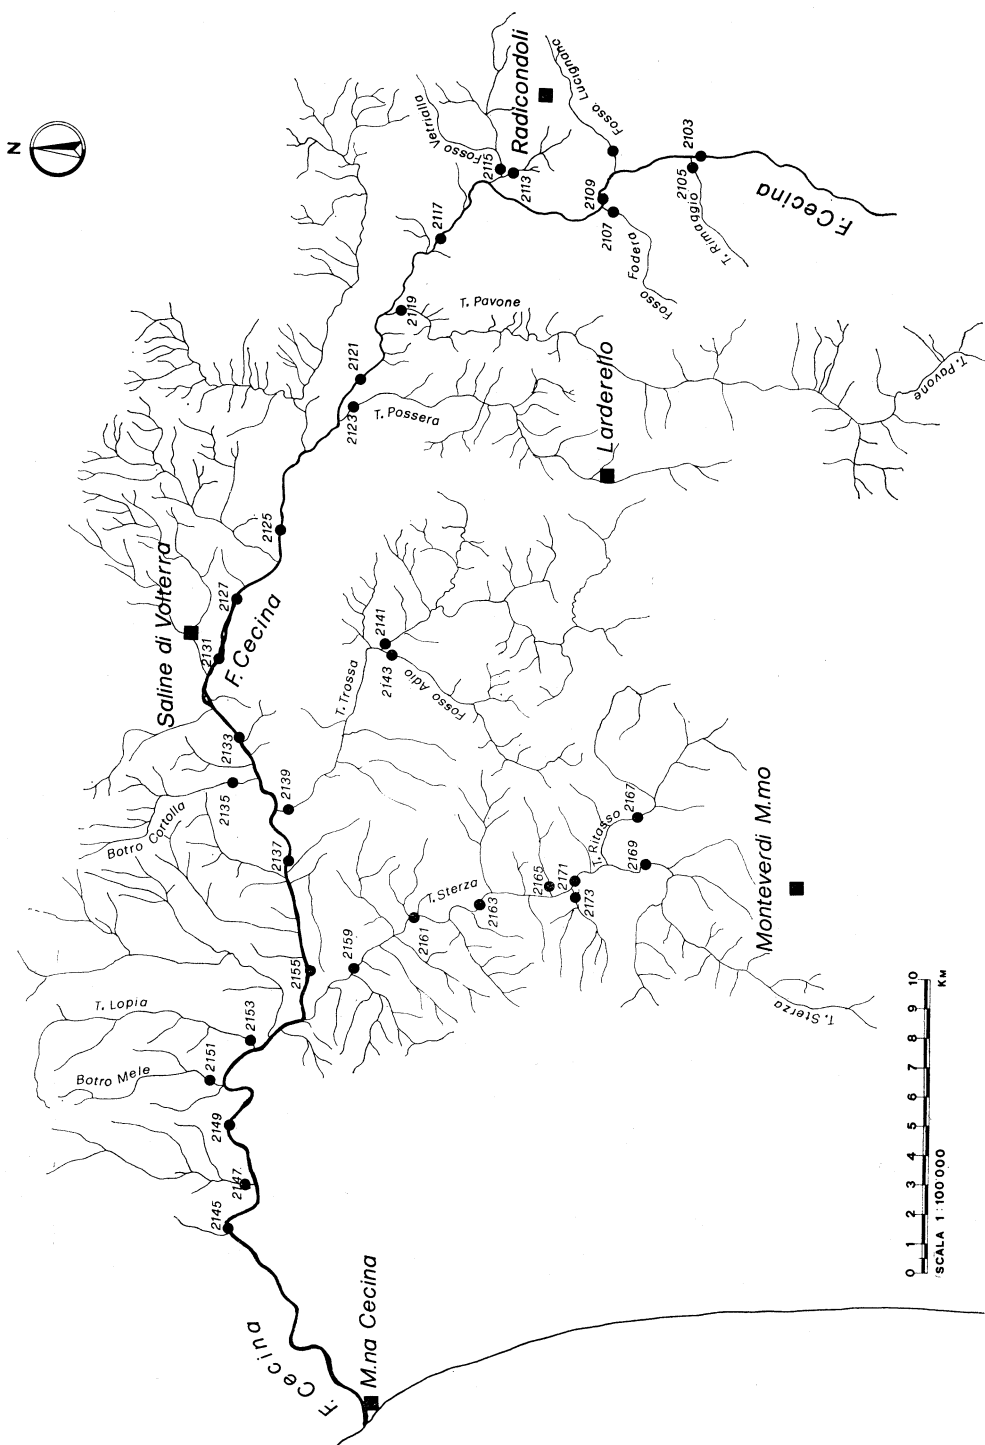 N
Radicondoli
Fosso Lucignano
Fosso Vetrialla
2115
2113
2103
2105
T. Rimaggio
F. Cecina
2109
2107
Fosso Fodera
2117
2119
T. Pavone
2121
2123
T. Possera
Larderello
T. Pavone
2125
2127
Saline di Volterra
2131
F. Cecina
2133
2135
Botro Cortolla
2139
T. Trossa
2141
2143
Fosso Adio
2137
2155
2159
2161
T. Sterza
2163
2165
2171
2173
T. Ritasso
2167
2169
Monteverdi M.mo
T. Sterza
T. Lopia
2153
2151
Botro Mele
2149
2147
2145
F. Cecina
M.na Cecina
0 1 2 3 4 5 6 7 8 9 10
KM
SCALA 1:100000